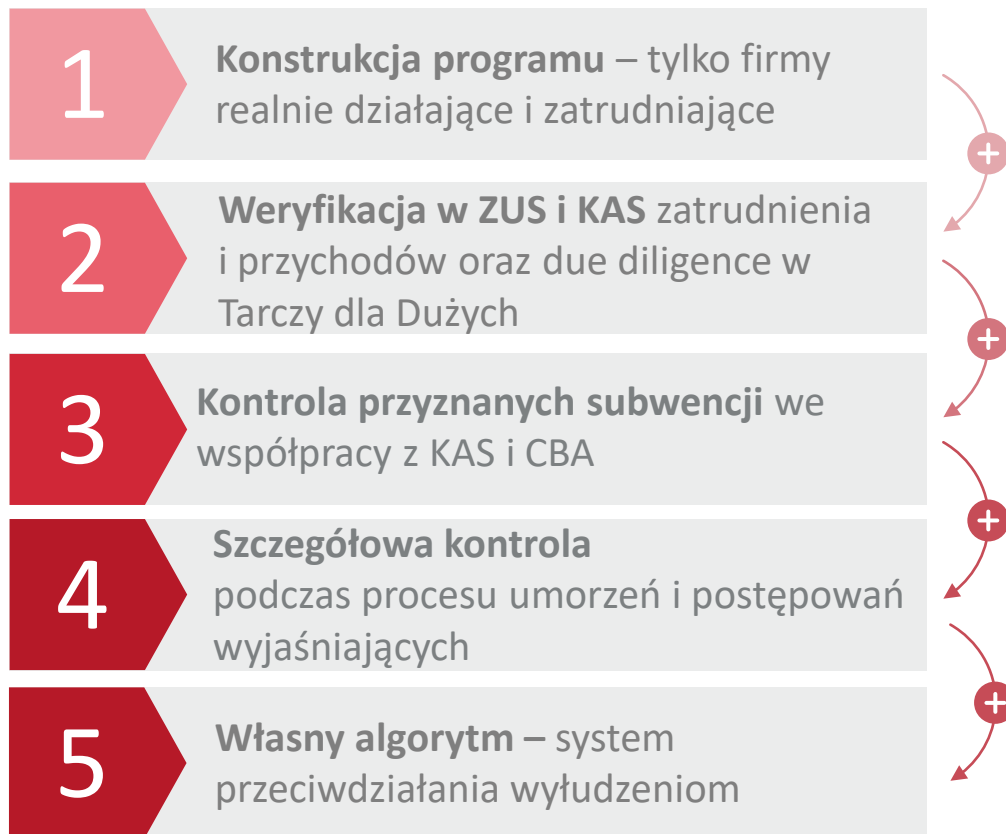 1
Konstrukcja programu – tylko firmy
realnie działające i zatrudniające
2
Weryfikacja w ZUS i KAS zatrudnienia
i przychodów oraz due diligence w
Tarczy dla Dużych
3
Kontrola przyznanych subwencji we
współpracy z KAS i CBA
4
Szczegółowa kontrola
podczas procesu umorzeń i postępowań
wyjaśniających
5
Własny algorytm – system
przeciwdziałania wyłudzeniom
+
+
+
+